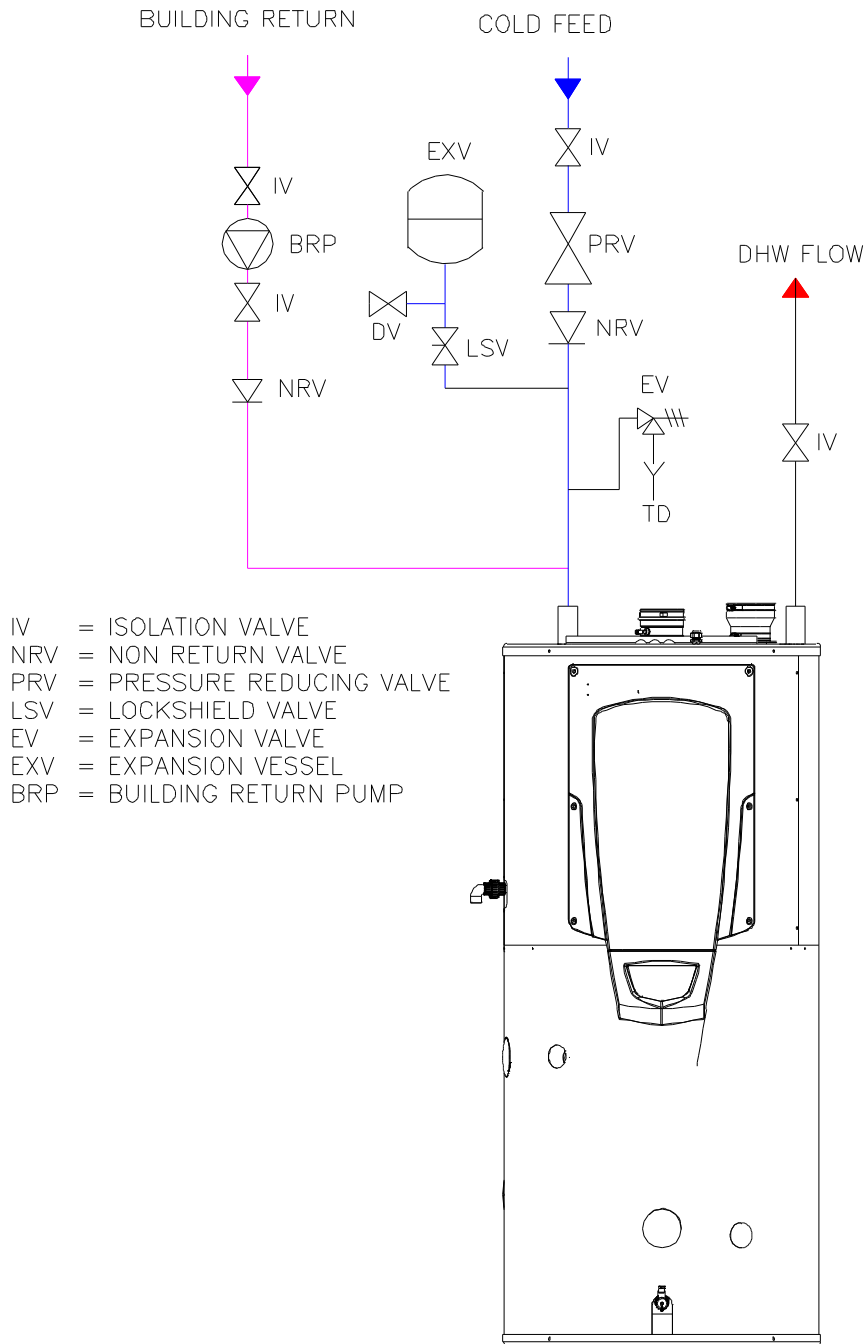 BUILDING RETURN
COLD FEED
IV
EXV
IV
BRP
PRV
DHW FLOW
IV
DV
LSV
NRV
NRV
EV
IV
TD
IV = ISOLATION VALVE
NRV = NON RETURN VALVE
PRV = PRESSURE REDUCING VALVE
LSV = LOCKSHIELD VALVE
EV = EXPANSION VALVE
EXV = EXPANSION VESSEL
BRP = BUILDING RETURN PUMP